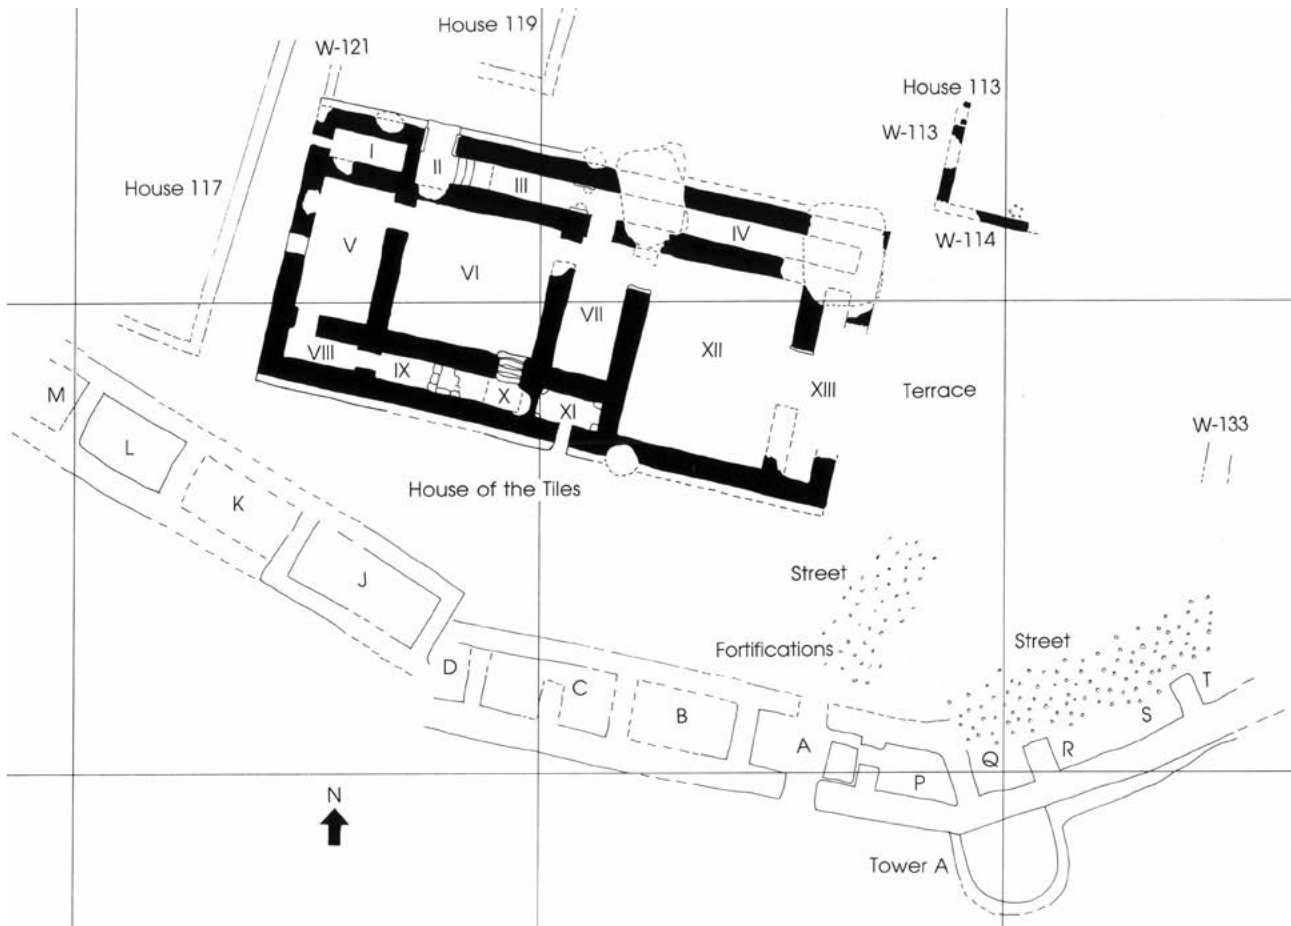 House 119
W-121
House 113
W-113
House 117
W-114
I
II
III
IV
V
VI
VII
VIII
IX
X
XI
XII
XIII
Terrace
W-133
M
L
K
J
House of the Tiles
Street
Fortifications
Street
D
C
B
A
P
Q
R
S
T
N
Tower A